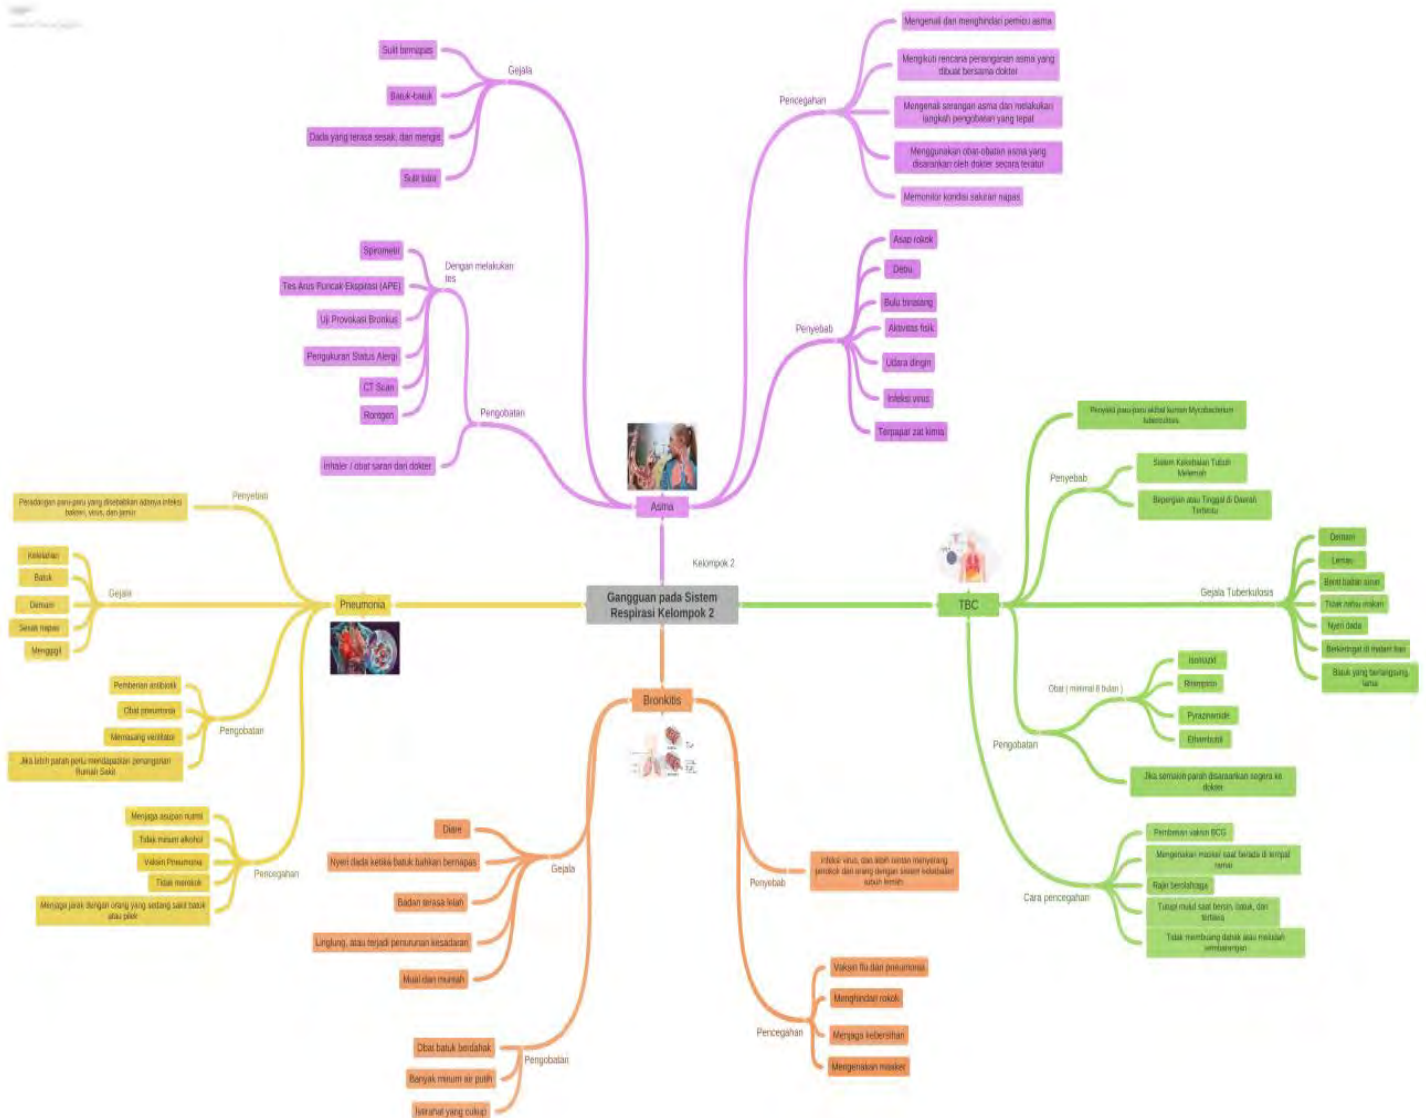 Gejala
Sulit bernapas
Batuk-batuk
Dada yang terasa sesak, dan mengis
Sulit tidur
Pencegahan
Mengenali dan menghindari pemicu asma
Mengikuti rencana penanganan asma yang
dibuat bersama dokter
Mengenali serangan asma dan melakukan
langkah pengobatan yang tepat
Menggunakan obat-obatan asma yang
disarankan oleh dokter secara teratur
Memonitor kondisi saluran napas
Dengan melakukan
tes
Spirometri
Tes Arus Puncak Ekspirasi (APE)
Uji Provokasi Bronkus
Pengukuran Status Alergi
CT Scan
Rontgen
Pengobatan
Inhaler / obat saran dari dokter
Penyebab
Asap rokok
Debu
Bulu binatang
Aktivitas fisik
Udara dingin
Infeksi virus
Terpapar zat kimia
Asma
Kelompok 2
Gangguan pada Sistem
Respirasi Kelompok 2
Pneumonia
Penyebab
Peradangan paru-paru yang disebabkan adanya infeksi
bakteri, virus, dan jamur
Gejala
Kelelahan
Batuk
Demam
Sesak napas
Menggigil
Pengobatan
Pemberian antibiotik
Obat pneumonia
Memasang ventilator
Jika lebih parah perlu mendapatkan penanganan
Rumah Sakit
Pencegahan
Menjaga asupan nutrisi
Tidak minum alkohol
Vaksin Pneumonia
Tidak merokok
Menjaga jarak dengan orang yang sedang sakit batuk
atau pilek
Bronkitis
Gejala
Diare
Nyeri dada ketika batuk bahkan bernapas
Badan terasa lelah
Linglung, atau terjadi penurunan kesadaran
Mual dan muntah
Pengobatan
Obat batuk berdahak
Banyak minum air putih
Istirahat yang cukup
Penyebab
Infeksi virus, dan lebih rentan menyerang
perokok dan orang dengan sistem kekebalan
tubuh lemah
Pencegahan
Vaksin flu dan pneumonia
Menghindari rokok
Menjaga kebersihan
Mengenakan masker
TBC
Penyakit paru-paru akibat kuman Mycobacterium
tuberculosis
Penyebab
Sistem Kekebalan Tubuh
Melemah
Bepergian atau Tinggal di Daerah
Tertentu
Gejala Tuberkulosis
Demam
Lemas
Berat badan turun
Tidak nafsu makan
Nyeri dada
Berkeringat di malam hari
Batuk yang berlangsung
lama
Pengobatan
Obat ( minimal 6 bulan )
Isoniazid
Rifampicin
Pyrazinamide
Ethambutol
Jika semakin parah disarankan segera ke
dokter
Cara pencegahan
Pemberian vaksin BCG
Mengenakan masker saat berada di tempat
ramai
Rajin berolahraga
Tutupi mulut saat bersin, batuk, dan
tertawa
Tidak membuang dahak atau meludah
sembarangan